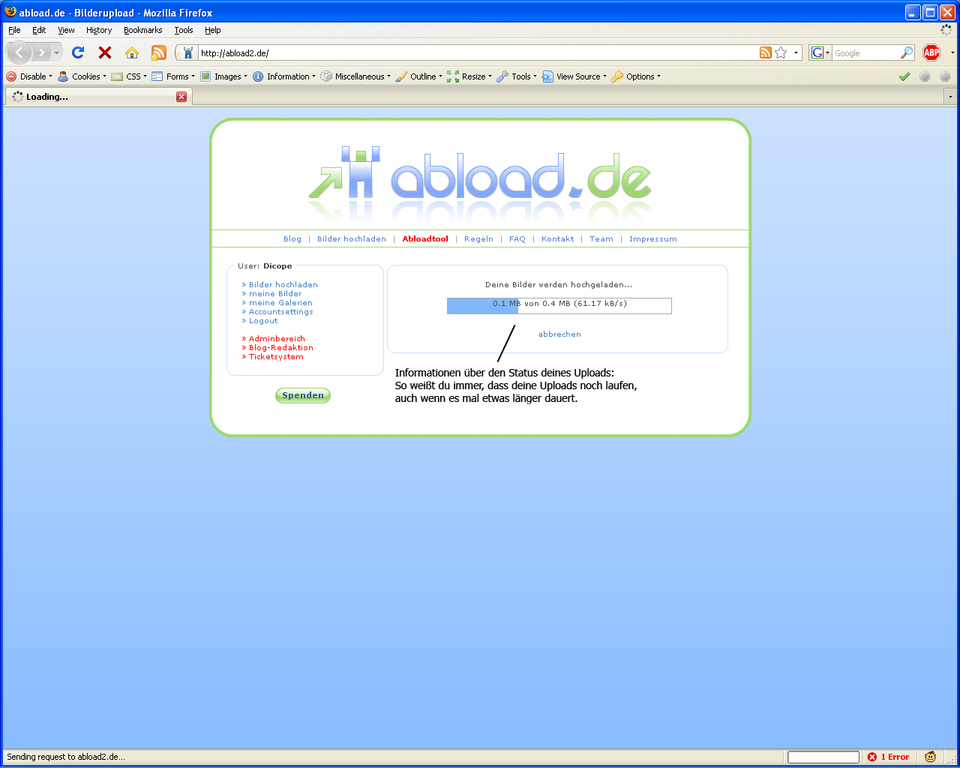 abload.de - Bilderupload - Mozilla Firefox
File Edit View History Bookmarks Tools Help
http://abload2.de/ G Google ABP
Disable Cookies CSS Forms Images Information Miscellaneous Outline Resize Tools View Source Options
Loading...
abload.de
Blog | Bilder hochladen | Abloadtool | Regeln | FAQ | Kontakt | Team | Impressum
User: Dicope
» Bilder hochladen
» meine Bilder
» meine Galerien
» Accountsettings
» Logout
» Adminbereich
» Blog-Redaktion
» Ticketsystem
Spenden
Deine Bilder werden hochgeladen...
0.1 MB von 0.4 MB (61.17 kB/s)
abbrechen
Informationen über den Status deines Uploads:
So weißt du immer, dass deine Uploads noch laufen,
auch wenn es mal etwas länger dauert.
Sending request to abload2.de... 1 Error